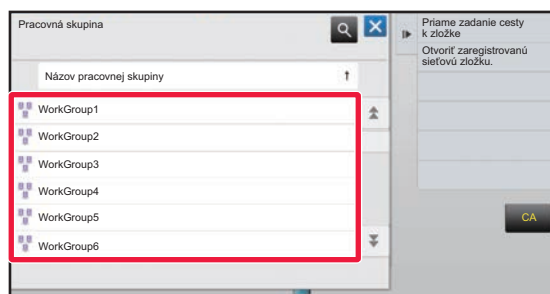 Pracovná skupina
Názov pracovnej skupiny
WorkGroup1
WorkGroup2
WorkGroup3
WorkGroup4
WorkGroup5
WorkGroup6
Priame zadanie cesty
k zložke
Otvoriť zaregistrovanú
sieťovú zložku.
CA